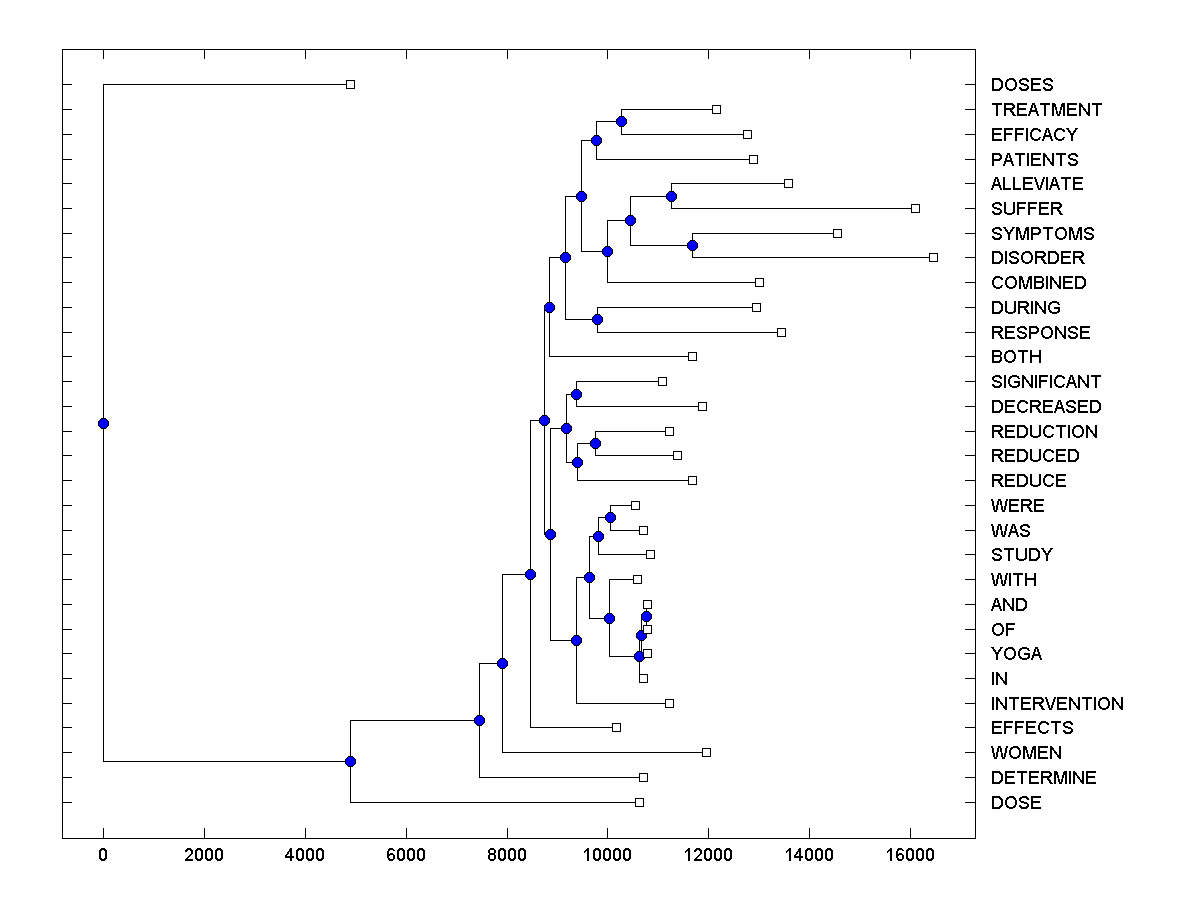 DOSES
TREATMENT
EFFICACY
PATIENTS
ALLEVIATE
SUFFER
SYMPTOMS
DISORDER
COMBINED
DURING
RESPONSE
BOTH
SIGNIFICANT
DECREASED
REDUCTION
REDUCED
REDUCE
WERE
WAS
STUDY
WITH
AND
OF
YOGA
IN
INTERVENTION
EFFECTS
WOMEN
DETERMINE
DOSE
0 2000 4000 6000 8000 10000 12000 14000 16000